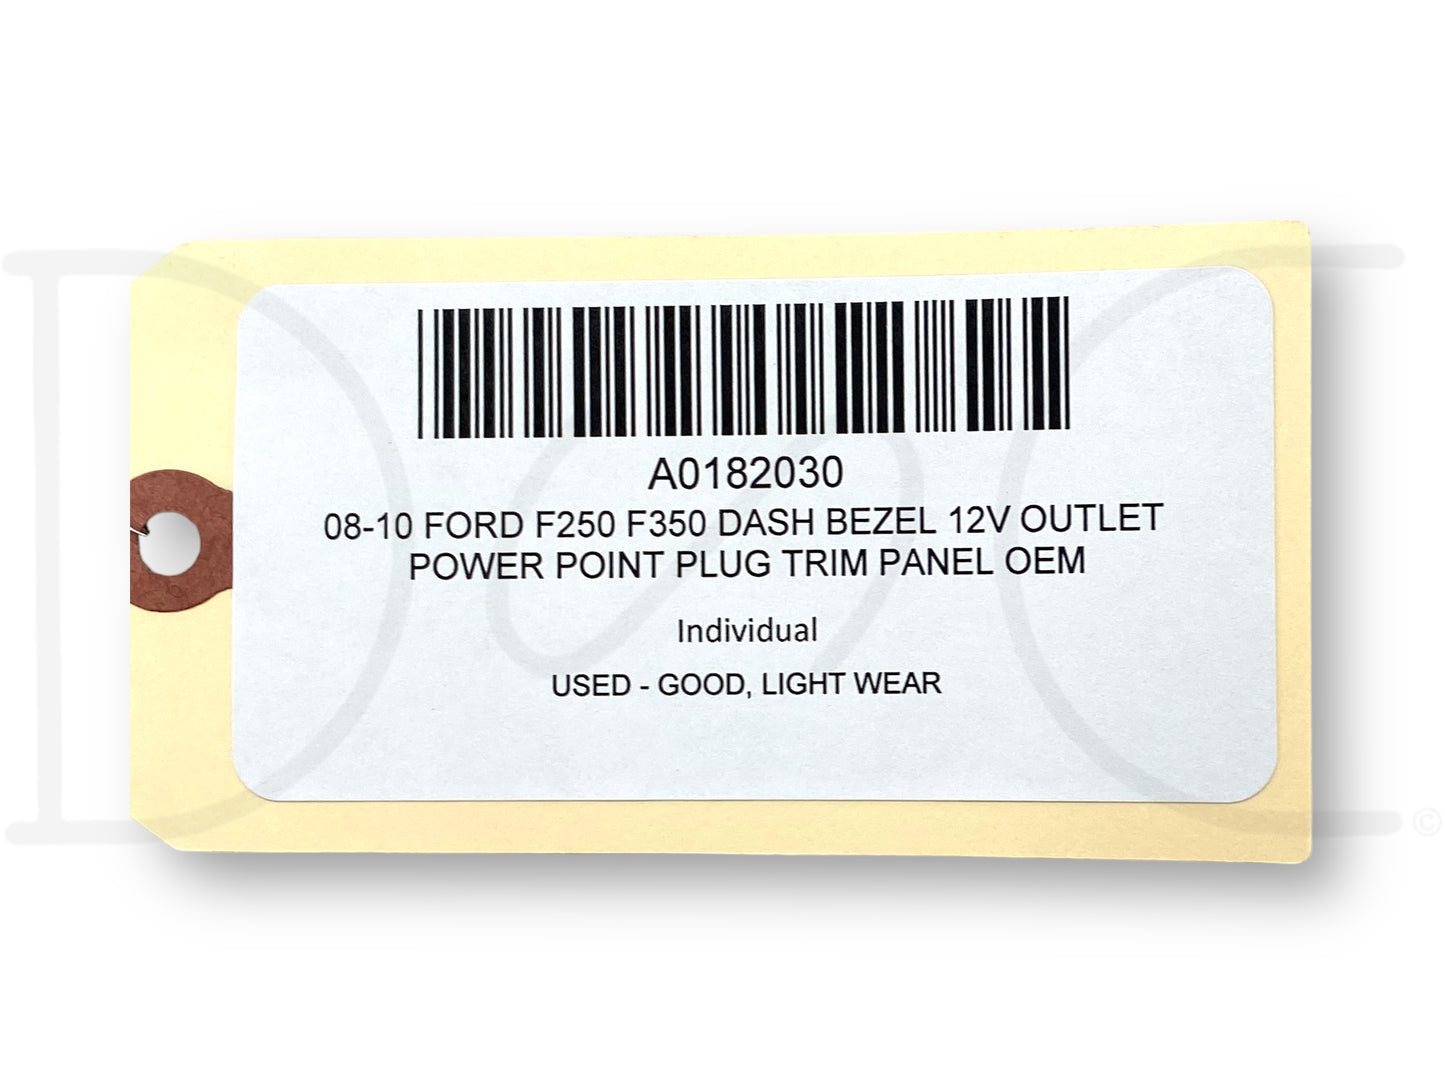 A0182030
08-10 FORD F250 F350 DASH BEZEL 12V OUTLET
POWER POINT PLUG TRIM PANEL OEM
Individual
USED - GOOD, LIGHT WEAR
©